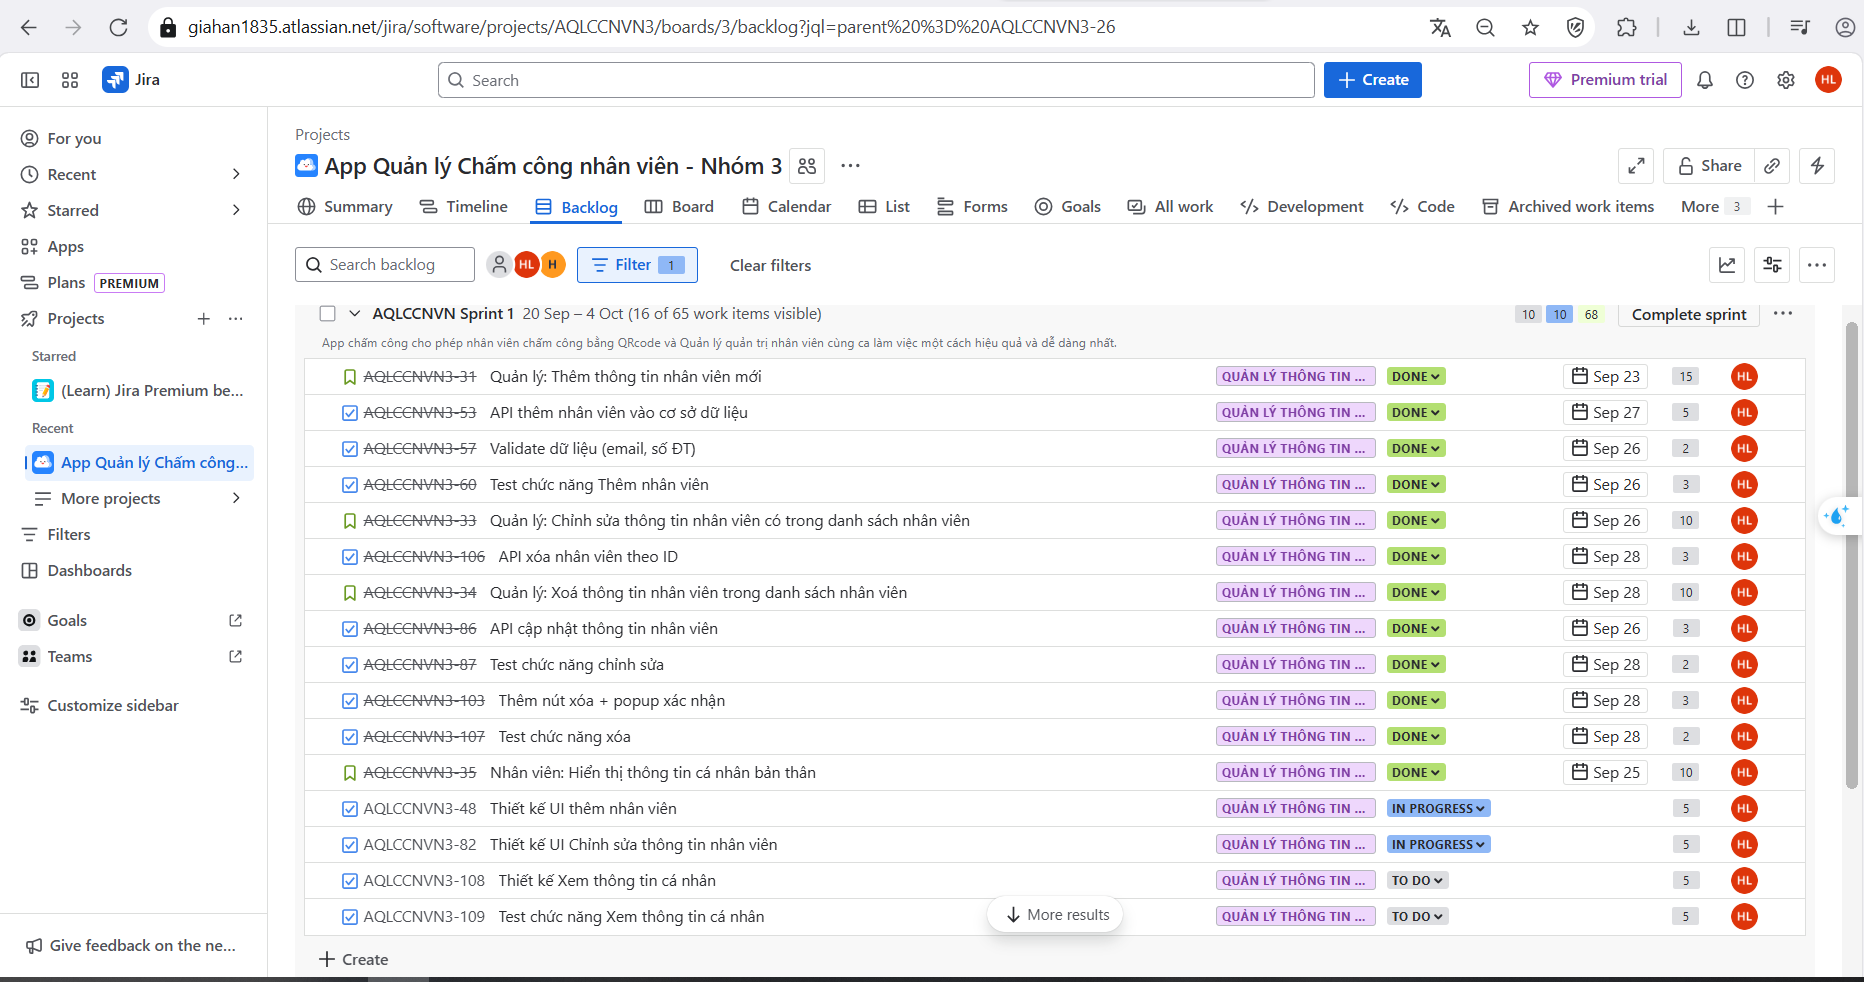 giahan1835.atlassian.net/jira/software/projects/AQLCCNVN3/boards/3/backlog?jql=parent%20%3D%20AQLCCNVN3-26
Jira
Search
Create
Premium trial
HL
For you
Recent
Starred
Apps
Plans PREMIUM
Projects
Starred
(Learn) Jira Premium be...
Recent
App Quản lý Chấm công...
More projects
Filters
Dashboards
Goals
Teams
Customize sidebar
Give feedback on the ne...
Projects
App Quản lý Chấm công nhân viên - Nhóm 3
Share
Summary Timeline Backlog Board Calendar List Forms Goals All work Development Code Archived work items More 3
Search backlog HL H Filter 1 Clear filters
AQLCCNVN Sprint 1 20 Sep – 4 Oct (16 of 65 work items visible) 10 10 68 Complete sprint
App chấm công cho phép nhân viên chấm công bằng QRcode và Quản lý quản trị nhân viên cùng ca làm việc một cách hiệu quả và dễ dàng nhất.
AQLCCNVN3-31 Quản lý: Thêm thông tin nhân viên mới QUẢN LÝ THÔNG TIN ... DONE Sep 23 15 HL
AQLCCNVN3-53 API thêm nhân viên vào cơ sở dữ liệu QUẢN LÝ THÔNG TIN ... DONE Sep 27 5 HL
AQLCCNVN3-57 Validate dữ liệu (email, số ĐT) QUẢN LÝ THÔNG TIN ... DONE Sep 26 2 HL
AQLCCNVN3-60 Test chức năng Thêm nhân viên QUẢN LÝ THÔNG TIN ... DONE Sep 26 3 HL
AQLCCNVN3-33 Quản lý: Chỉnh sửa thông tin nhân viên có trong danh sách nhân viên QUẢN LÝ THÔNG TIN ... DONE Sep 26 10 HL
AQLCCNVN3-106 API xóa nhân viên theo ID QUẢN LÝ THÔNG TIN ... DONE Sep 28 3 HL
AQLCCNVN3-34 Quản lý: Xoá thông tin nhân viên trong danh sách nhân viên QUẢN LÝ THÔNG TIN ... DONE Sep 28 10 HL
AQLCCNVN3-86 API cập nhật thông tin nhân viên QUẢN LÝ THÔNG TIN ... DONE Sep 26 3 HL
AQLCCNVN3-87 Test chức năng chỉnh sửa QUẢN LÝ THÔNG TIN ... DONE Sep 28 2 HL
AQLCCNVN3-103 Thêm nút xóa + popup xác nhận QUẢN LÝ THÔNG TIN ... DONE Sep 28 3 HL
AQLCCNVN3-107 Test chức năng xóa QUẢN LÝ THÔNG TIN ... DONE Sep 28 2 HL
AQLCCNVN3-35 Nhân viên: Hiển thị thông tin cá nhân bản thân QUẢN LÝ THÔNG TIN ... DONE Sep 25 10 HL
AQLCCNVN3-48 Thiết kế UI thêm nhân viên QUẢN LÝ THÔNG TIN ... IN PROGRESS 5 HL
AQLCCNVN3-82 Thiết kế UI Chỉnh sửa thông tin nhân viên QUẢN LÝ THÔNG TIN ... IN PROGRESS 5 HL
AQLCCNVN3-108 Thiết kế Xem thông tin cá nhân QUẢN LÝ THÔNG TIN ... TO DO 5 HL
AQLCCNVN3-109 Test chức năng Xem thông tin cá nhân QUẢN LÝ THÔNG TIN ... TO DO 5 HL
More results
Create